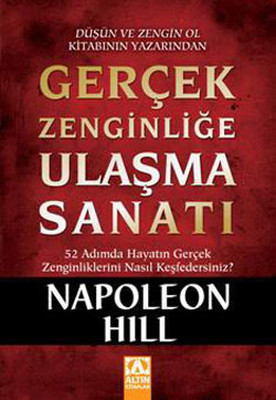 DÜŞÜN VE ZENGİN OL
KİTABININ YAZARINDAN
GERÇEK
ZENGİNLİĞE
ULAŞMA
SANATI
52 Adımda Hayatın Gerçek
Zenginliklerini Nasıl Keşfedersiniz?
NAPOLEON
HILL
ALTIN
KİTAPLAR